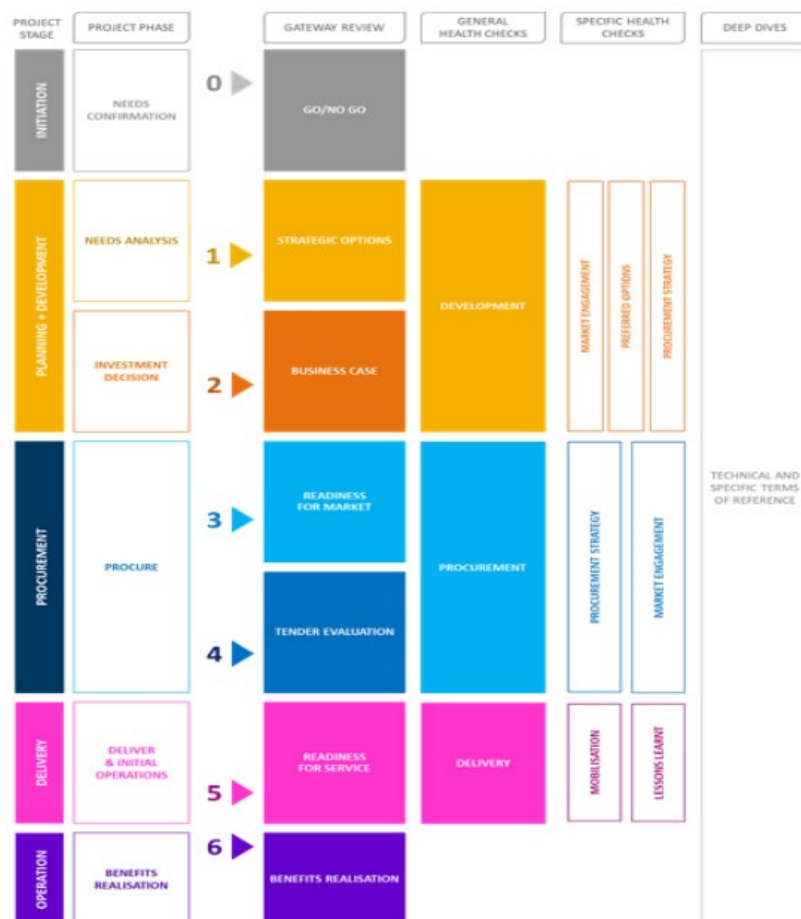 PROJECT
STAGE
PROJECT PHASE
GATEWAY REVIEW
GENERAL
HEALTH CHECKS
SPECIFIC HEALTH
CHECKS
DEEP DIVES
INITIATION
NEEDS
CONFIRMATION
0
GO/NO GO
PLANNING + DEVELOPMENT
NEEDS ANALYSIS
1
STRATEGIC OPTIONS
DEVELOPMENT
MARKET ENGAGEMENT
PREFERRED OPTIONS
PROCUREMENT STRATEGY
INVESTMENT
DECISION
2
BUSINESS CASE
TECHNICAL AND
SPECIFIC TERMS
OF REFERENCE
PROCUREMENT
PROCURE
3
READINESS
FOR MARKET
PROCUREMENT
PROCUREMENT STRATEGY
MARKET ENGAGEMENT
4
TENDER EVALUATION
DELIVERY
DELIVER
& INITIAL
OPERATIONS
5
READINESS
FOR SERVICE
DELIVERY
MOBILISATION
LESSONS LEARNT
OPERATION
BENEFITS
REALISATION
6
BENEFITS REALISATION